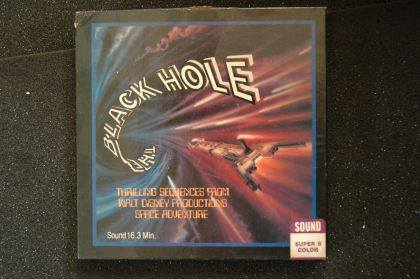 THE BLACK HOLE
THRILLING SEQUENCES FROM
WALT DISNEY PRODUCTIONS
SPACE ADVENTURE
Sound 16.3 Min.
SOUND
SUPER 8
COLOR